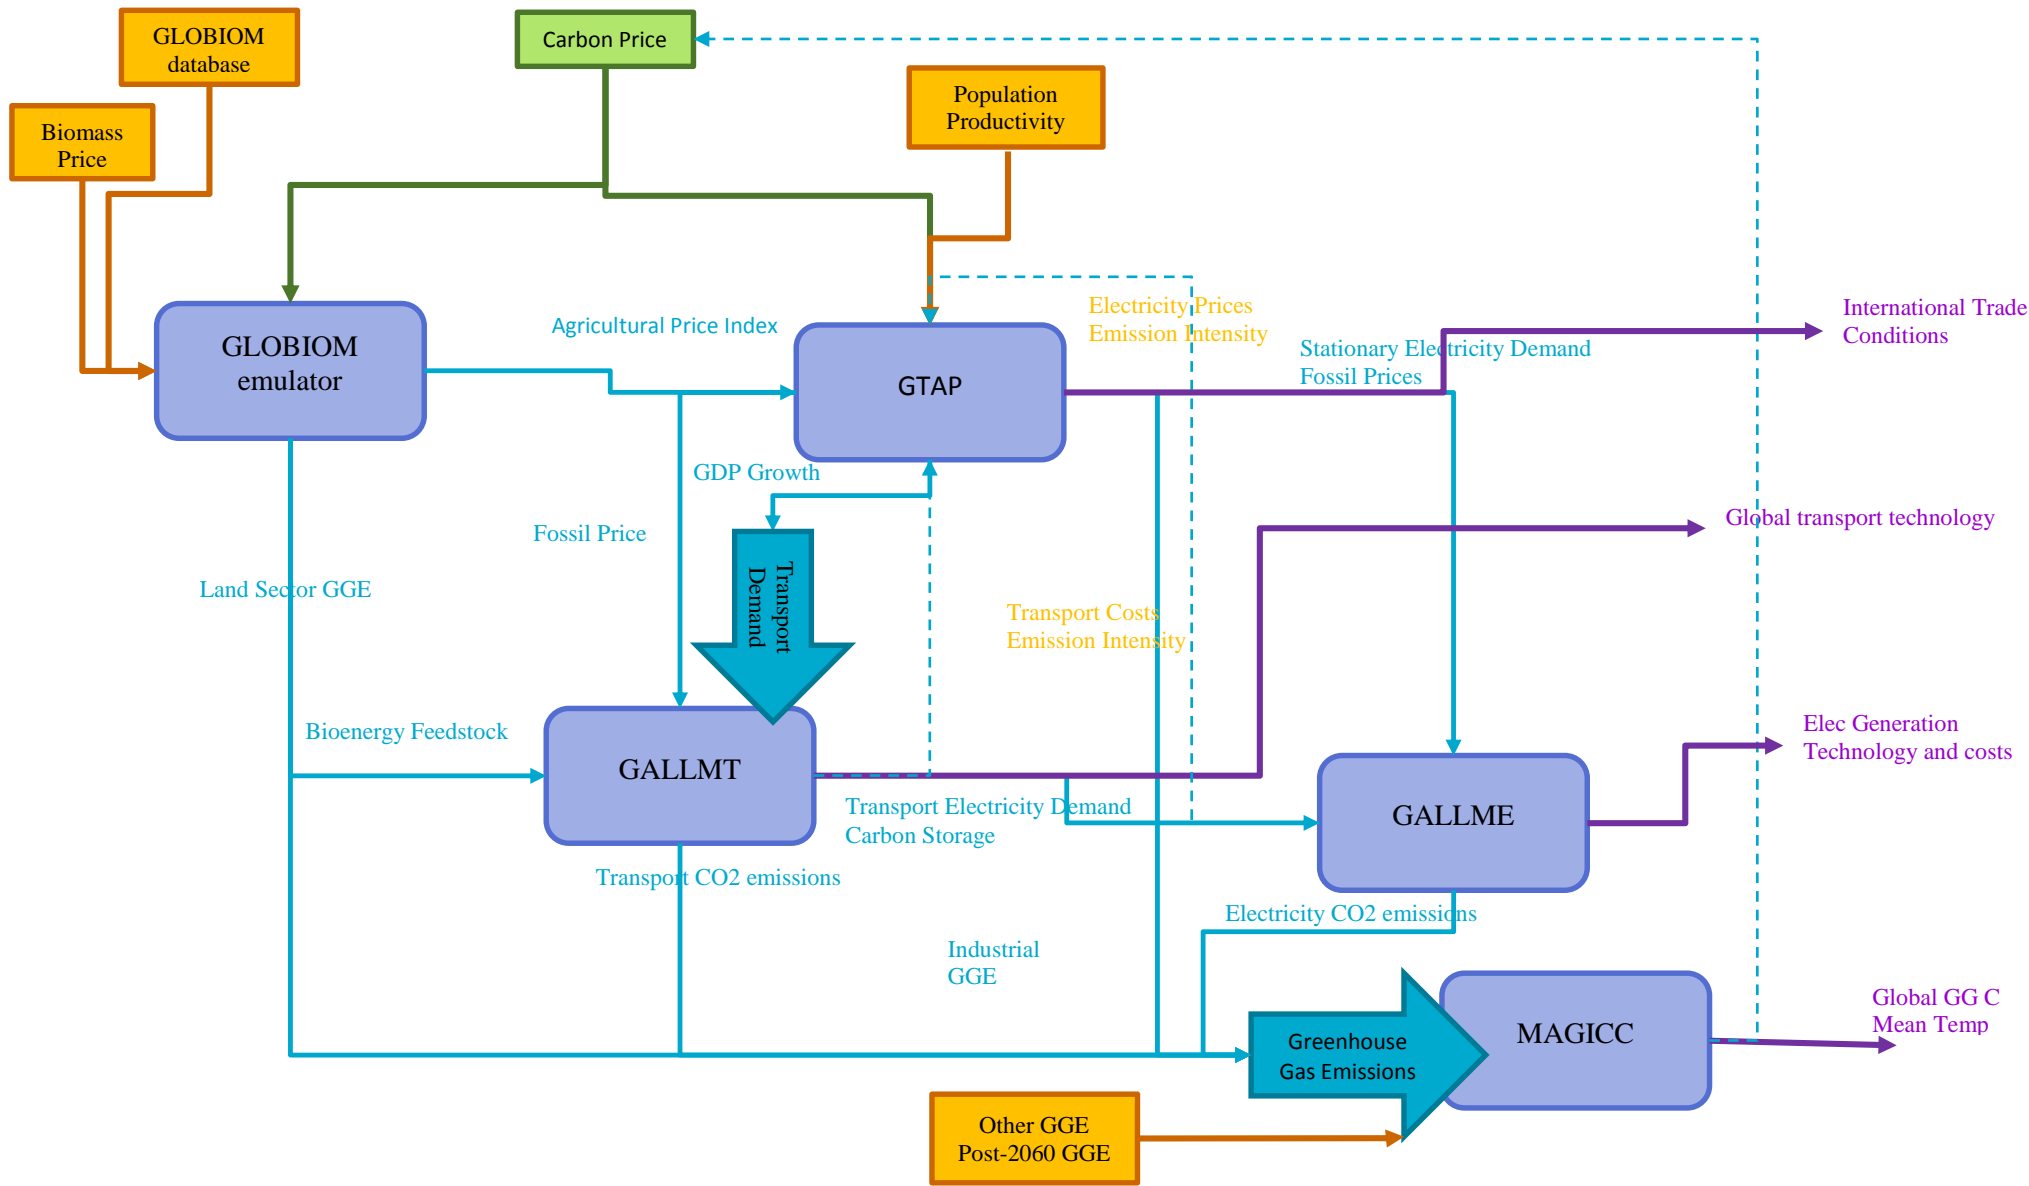 GLOBIOM
database
Carbon Price
Population
Productivity
Biomass
Price
Electricity Prices
Emission Intensity
International Trade
Conditions
Agricultural Price Index
GLOBIOM
emulator
GTAP
Stationary Electricity Demand
Fossil Prices
GDP Growth
Fossil Price
Global transport technology
Transport
Demand
Land Sector GGE
Transport Costs
Emission Intensity
Bioenergy Feedstock
GALLMT
Elec Generation
Technology and costs
Transport Electricity Demand
Carbon Storage
GALLME
Transport CO2 emissions
Electricity CO2 emissions
Industrial
GGE
Global GG C
Mean Temp
Greenhouse
Gas Emissions
MAGICC
Other GGE
Post-2060 GGE